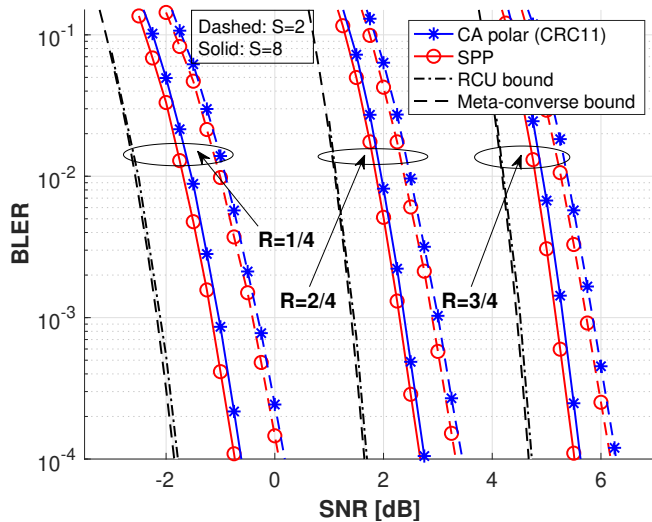 Dashed: S=2
Solid: S=8
CA polar (CRC11)
SPP
RCU bound
Meta-converse bound
10^-1
10^-2
10^-3
10^-4
BLER
R=1/4
R=2/4
R=3/4
-2
0
2
4
6
SNR [dB]